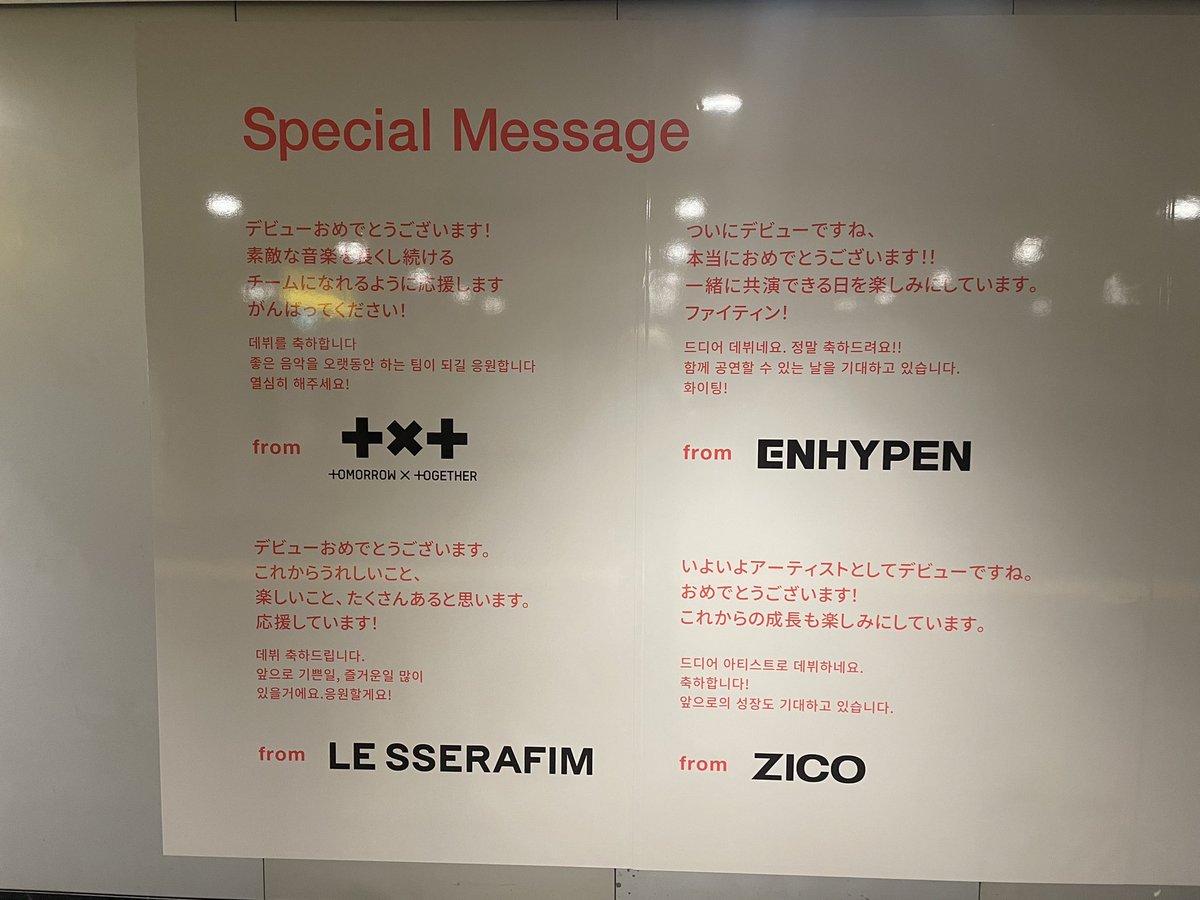 Special Message
デビューおめでとうございます!
素敵な音楽を長くし続ける
チームになれるように応援します
がんばってください!
데뷔를 축하합니다
좋은 음악을 오랫동안 하는 팀이 되길 응원합니다
열심히 해주세요!
from
TOMORROW X TOGETHER
ついにデビューですね、
本当におめでとうございます!!
一緒に共演できる日を楽しみにしています。
ファイティン!
드디어 데뷔네요. 정말 축하드려요!!
함께 공연할 수 있는 날을 기대하고 있습니다.
화이팅!
from ENHYPEN
デビューおめでとうございます。
これからうれしいこと、
楽しいこと、たくさんあると思います。
応援しています!
데뷔 축하드립니다.
앞으로 기쁜일, 즐거운일 많이
있을거에요.응원할게요!
from LE SSERAFIM
いよいよアーティストとしてデビューですね。
おめでとうございます!
これからの成長も楽しみにしています。
드디어 아티스트로 데뷔하네요.
축하합니다!
앞으로의 성장도 기대하고 있습니다.
from ZICO